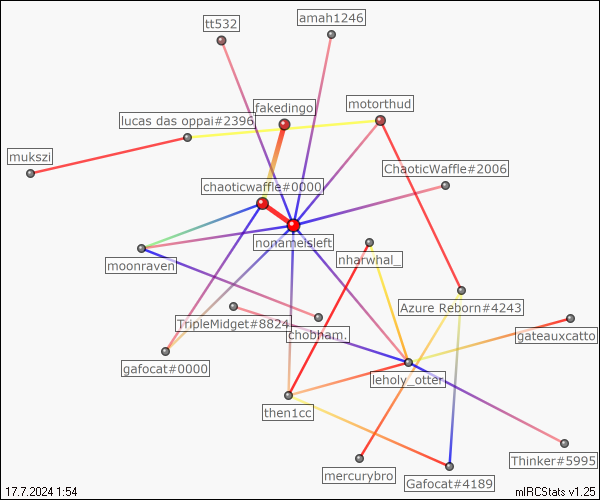 tt532
amah1246
fakedingo
motorthud
lucas das oppai#2396
mukszi
ChaoticWaffle#2006
chaoticwaffle#0000
nonameisleft
nharwhal_
moonraven
Azure Reborn#4243
TripleMidget#8824
chobham.
gateauxcatto
gafocat#0000
leholy_otter
then1cc
Thinker#5995
mercurybro
Gafocat#4189
17.7.2024 1:54
mIRCStats v1.25